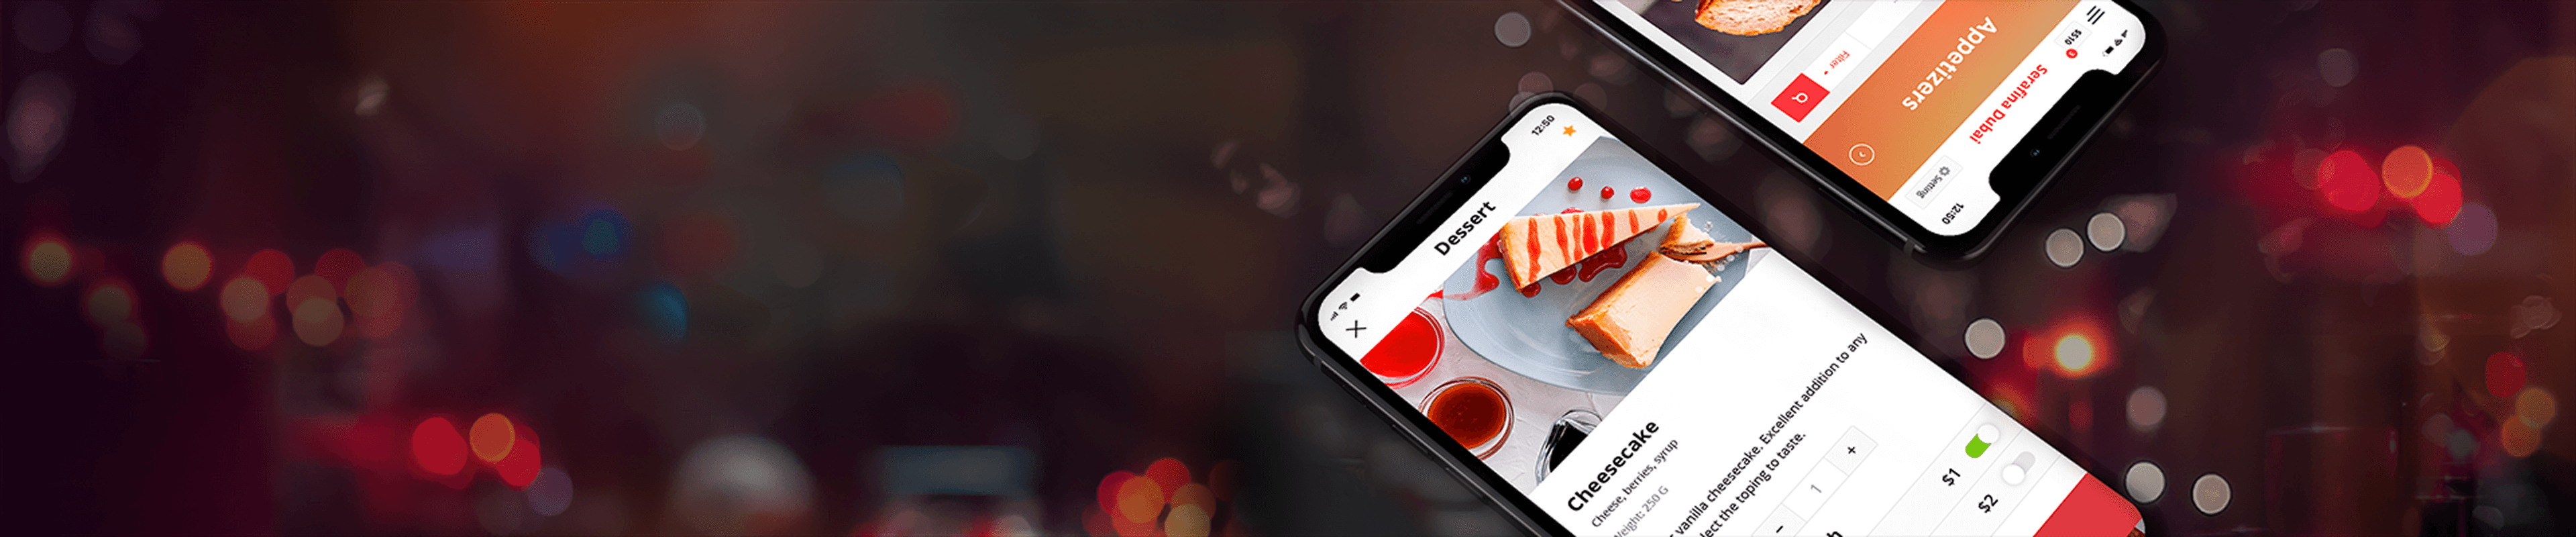 12:50
Dessert
Cheesecake
Cheese, berries, syrup
Weight: 250 G
vanilla cheesecake. Excellent addition to any
the toping to taste.
−
1
+
$1
$2
12:50
Setting
Serafina Dubai
$510
Appetizers
Filter